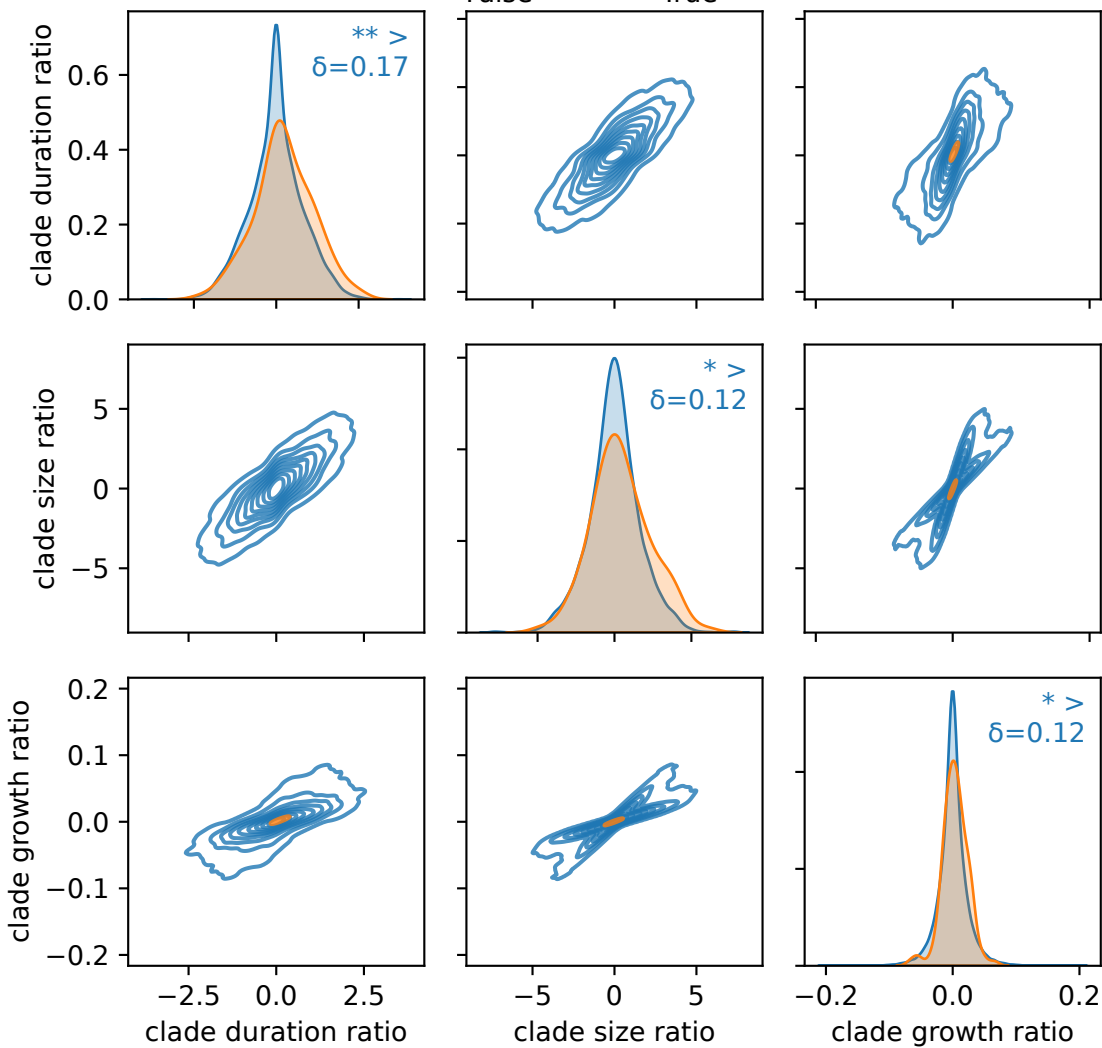 clade duration ratio
0.6
0.4
0.2
0.0
** >
δ=0.17
clade size ratio
5
0
−5
* >
δ=0.12
clade growth ratio
0.2
0.1
0.0
−0.1
−0.2
* >
δ=0.12
−2.5 0.0 2.5
−5 0 5
−0.2 0.0 0.2
clade duration ratio
clade size ratio
clade growth ratio